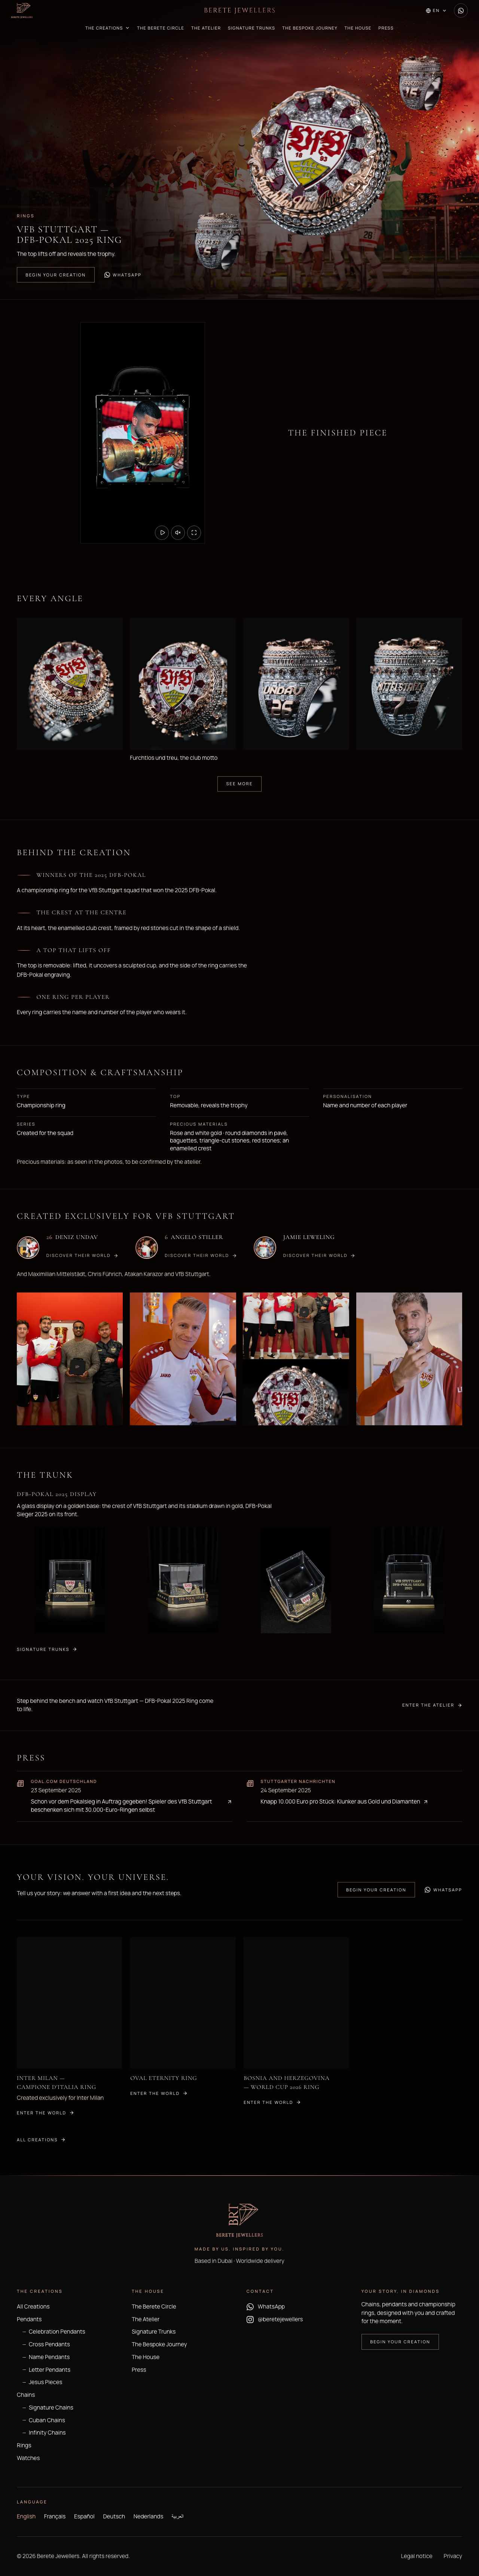 BERETE JEWELLERS
EN
THE CREATIONS
THE BERETE CIRCLE
THE ATELIER
SIGNATURE TRUNKS
THE BESPOKE JOURNEY
THE HOUSE
PRESS
RINGS
VFB STUTTGART —
DFB-POKAL 2025 RING
The top lifts off and reveals the trophy.
BEGIN YOUR CREATION
WHATSAPP
THE FINISHED PIECE
EVERY ANGLE
Furchtlos und treu, the club motto
SEE MORE
BEHIND THE CREATION
WINNERS OF THE 2025 DFB-POKAL
A championship ring for the VfB Stuttgart squad that won the 2025 DFB-Pokal.
THE CREST AT THE CENTRE
At its heart, the enamelled club crest, framed by red stones cut in the shape of a shield.
A TOP THAT LIFTS OFF
The top is removable: lifted, it uncovers a sculpted cup, and the side of the ring carries the
DFB-Pokal engraving.
ONE RING PER PLAYER
Every ring carries the name and number of the player who wears it.
COMPOSITION & CRAFTSMANSHIP
TYPE
Championship ring
TOP
Removable, reveals the trophy
PERSONALISATION
Name and number of each player
SERIES
Created for the squad
PRECIOUS MATERIALS
Rose and white gold · round diamonds in pavé,
baguettes, triangle-cut stones, red stones; an
enamelled crest
Precious materials: as seen in the photos, to be confirmed by the atelier.
CREATED EXCLUSIVELY FOR VFB STUTTGART
26 DENIZ UNDAV
DISCOVER THEIR WORLD
6 ANGELO STILLER
DISCOVER THEIR WORLD
JAMIE LEWELING
DISCOVER THEIR WORLD
And Maximilian Mittelstädt, Chris Führich, Atakan Karazor and VfB Stuttgart.
THE TRUNK
DFB-POKAL 2025 DISPLAY
A glass display on a golden base: the crest of VfB Stuttgart and its stadium drawn in gold, DFB-Pokal
Sieger 2025 on its front.
SIGNATURE TRUNKS
Step behind the bench and watch VfB Stuttgart — DFB-Pokal 2025 Ring come
to life.
ENTER THE ATELIER
PRESS
GOAL.COM DEUTSCHLAND
23 September 2025
Schon vor dem Pokalsieg in Auftrag gegeben! Spieler des VfB Stuttgart
beschenken sich mit 30.000-Euro-Ringen selbst
STUTTGARTER NACHRICHTEN
24 September 2025
Knapp 10.000 Euro pro Stück: Klunker aus Gold und Diamanten
YOUR VISION. YOUR UNIVERSE.
Tell us your story: we answer with a first idea and the next steps.
BEGIN YOUR CREATION
WHATSAPP
INTER MILAN —
CAMPIONE D'ITALIA RING
Created exclusively for Inter Milan
ENTER THE WORLD
OVAL ETERNITY RING
ENTER THE WORLD
BOSNIA AND HERZEGOVINA
— WORLD CUP 2026 RING
ENTER THE WORLD
ALL CREATIONS
BRT
BERETE JEWELLERS
MADE BY US. INSPIRED BY YOU.
Based in Dubai · Worldwide delivery
THE CREATIONS
All Creations
Pendants
— Celebration Pendants
— Cross Pendants
— Name Pendants
— Letter Pendants
— Jesus Pieces
Chains
— Signature Chains
— Cuban Chains
— Infinity Chains
Rings
Watches
THE HOUSE
The Berete Circle
The Atelier
Signature Trunks
The Bespoke Journey
The House
Press
CONTACT
WhatsApp
@beretejewellers
YOUR STORY, IN DIAMONDS
Chains, pendants and championship
rings, designed with you and crafted
for the moment.
BEGIN YOUR CREATION
LANGUAGE
English
Français
Español
Deutsch
Nederlands
العربية
© 2026 Berete Jewellers. All rights reserved.
Legal notice
Privacy